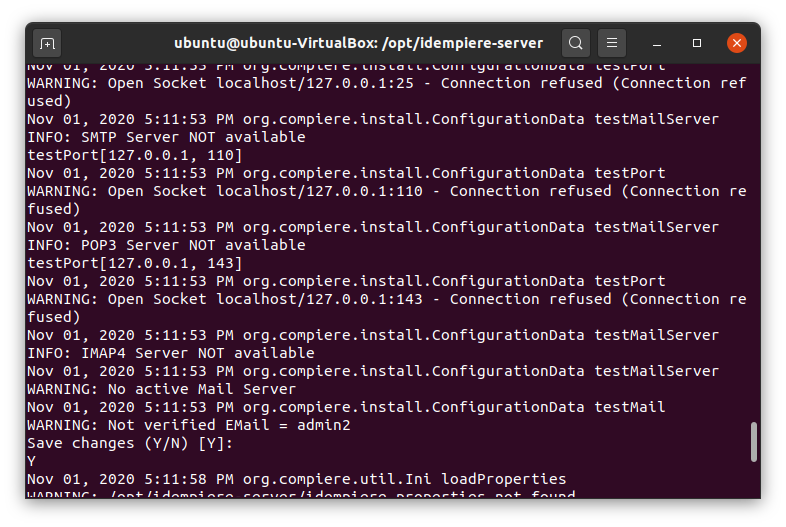 ubuntu@ubuntu-VirtualBox: /opt/idempiere-server
Nov 01, 2020 5:11:53 PM org.compiere.install.ConfigurationData testPort
WARNING: Open Socket localhost/127.0.0.1:25 - Connection refused (Connection ref
used)
Nov 01, 2020 5:11:53 PM org.compiere.install.ConfigurationData testMailServer
INFO: SMTP Server NOT available
testPort[127.0.0.1, 110]
Nov 01, 2020 5:11:53 PM org.compiere.install.ConfigurationData testPort
WARNING: Open Socket localhost/127.0.0.1:110 - Connection refused (Connection re
fused)
Nov 01, 2020 5:11:53 PM org.compiere.install.ConfigurationData testMailServer
INFO: POP3 Server NOT available
testPort[127.0.0.1, 143]
Nov 01, 2020 5:11:53 PM org.compiere.install.ConfigurationData testPort
WARNING: Open Socket localhost/127.0.0.1:143 - Connection refused (Connection re
fused)
Nov 01, 2020 5:11:53 PM org.compiere.install.ConfigurationData testMailServer
INFO: IMAP4 Server NOT available
Nov 01, 2020 5:11:53 PM org.compiere.install.ConfigurationData testMailServer
WARNING: No active Mail Server
Nov 01, 2020 5:11:53 PM org.compiere.install.ConfigurationData testMail
WARNING: Not verified EMail = admin2
Save changes (Y/N) [Y]:
Y
Nov 01, 2020 5:11:58 PM org.compiere.util.Ini loadProperties
WARNING: /opt/idempiere-server/idempiere.properties not found